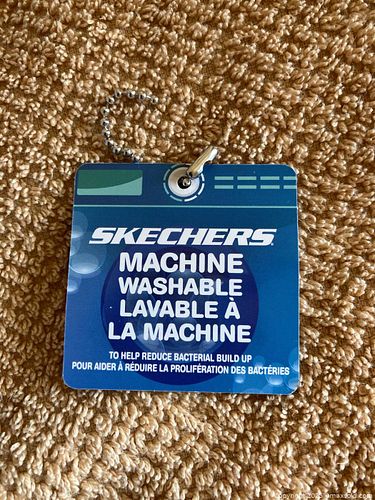 SKECHERS
MACHINE
WASHABLE
LAVABLE À
LA MACHINE
TO HELP REDUCE BACTERIAL BUILD UP
POUR AIDER À RÉDUIRE LA PROLIFÉRATION DES BACTÉRIES